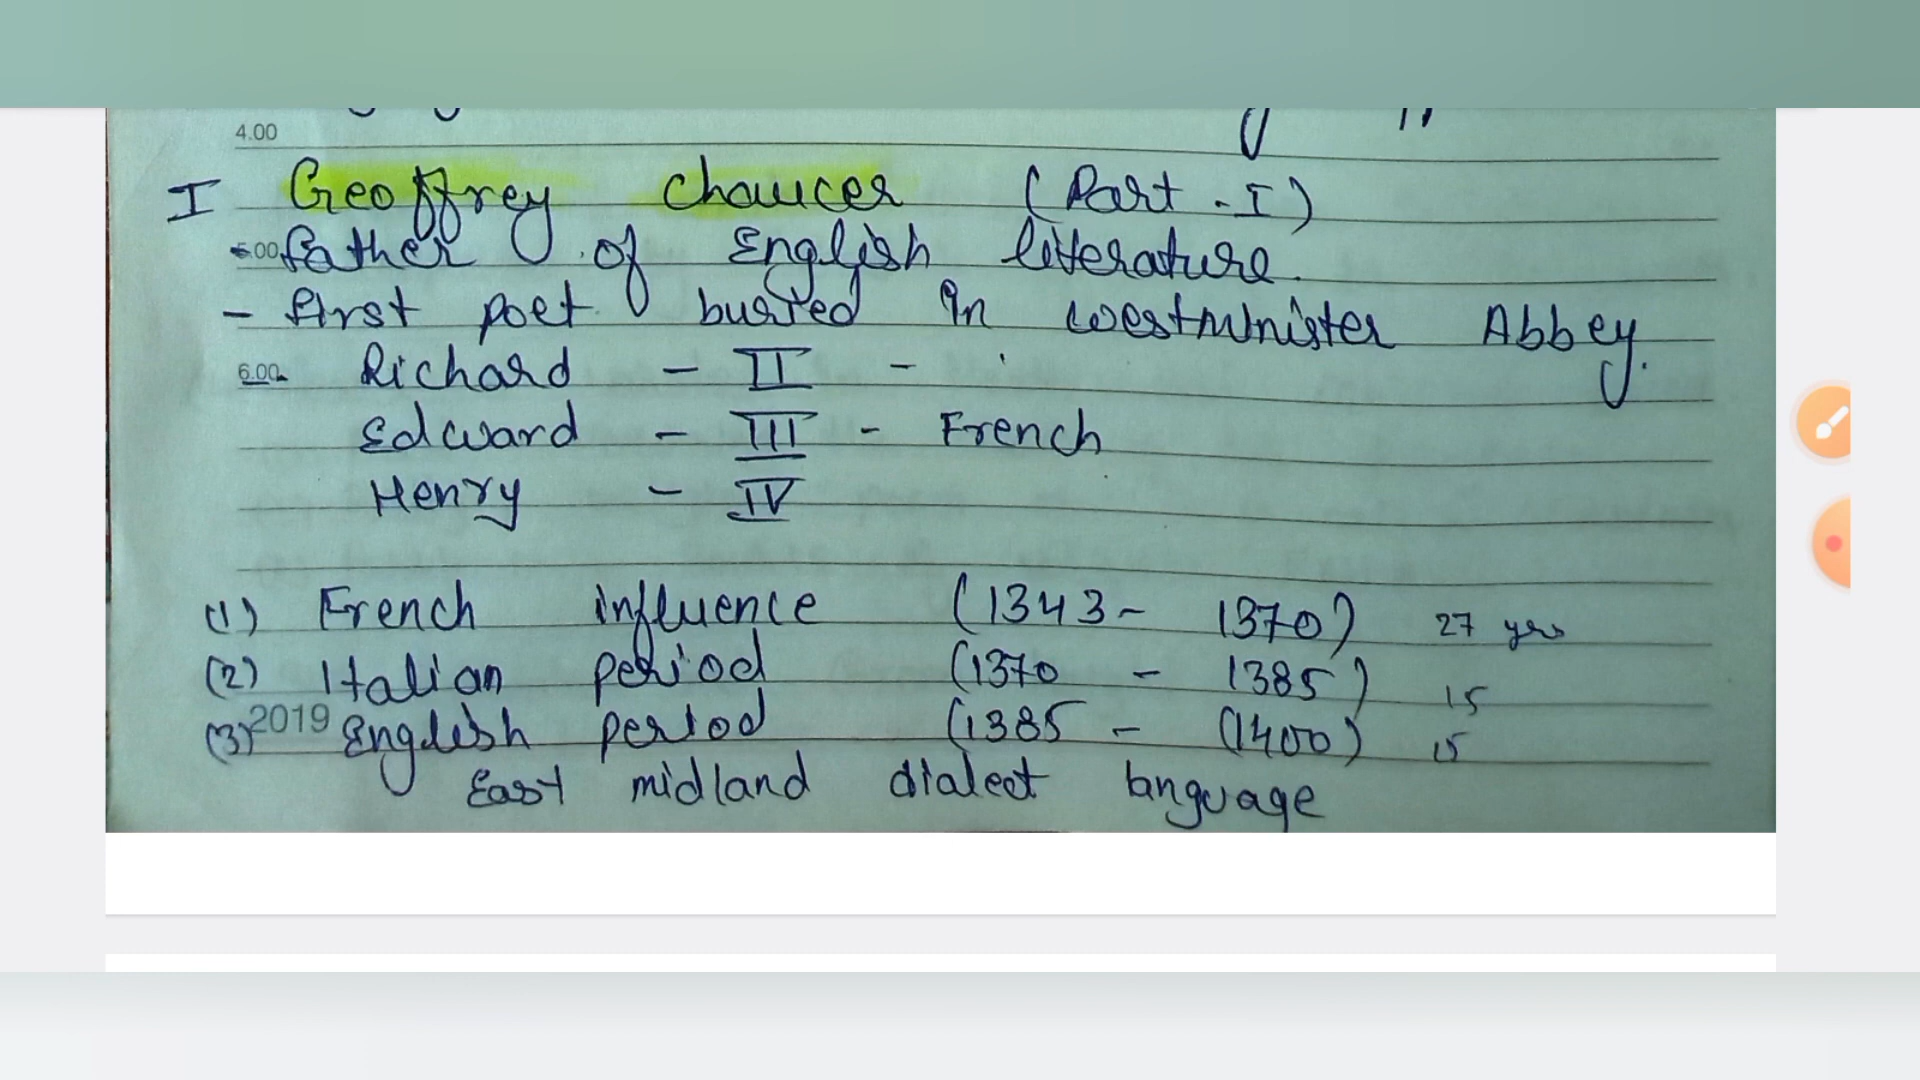 4.00
I Geoffrey Chaucer (Part - I)
5.00 - father of English literature.
- first poet buried in westminister Abbey.
6.00 Richard - II -
Edward - III - French
Henry - IV
(1) French influence (1343 - 1370) 27 yrs
(2) Italian period (1370 - 1385) 15
(3) 2019 English period (1385 - (1400) 15
East midland dialect language